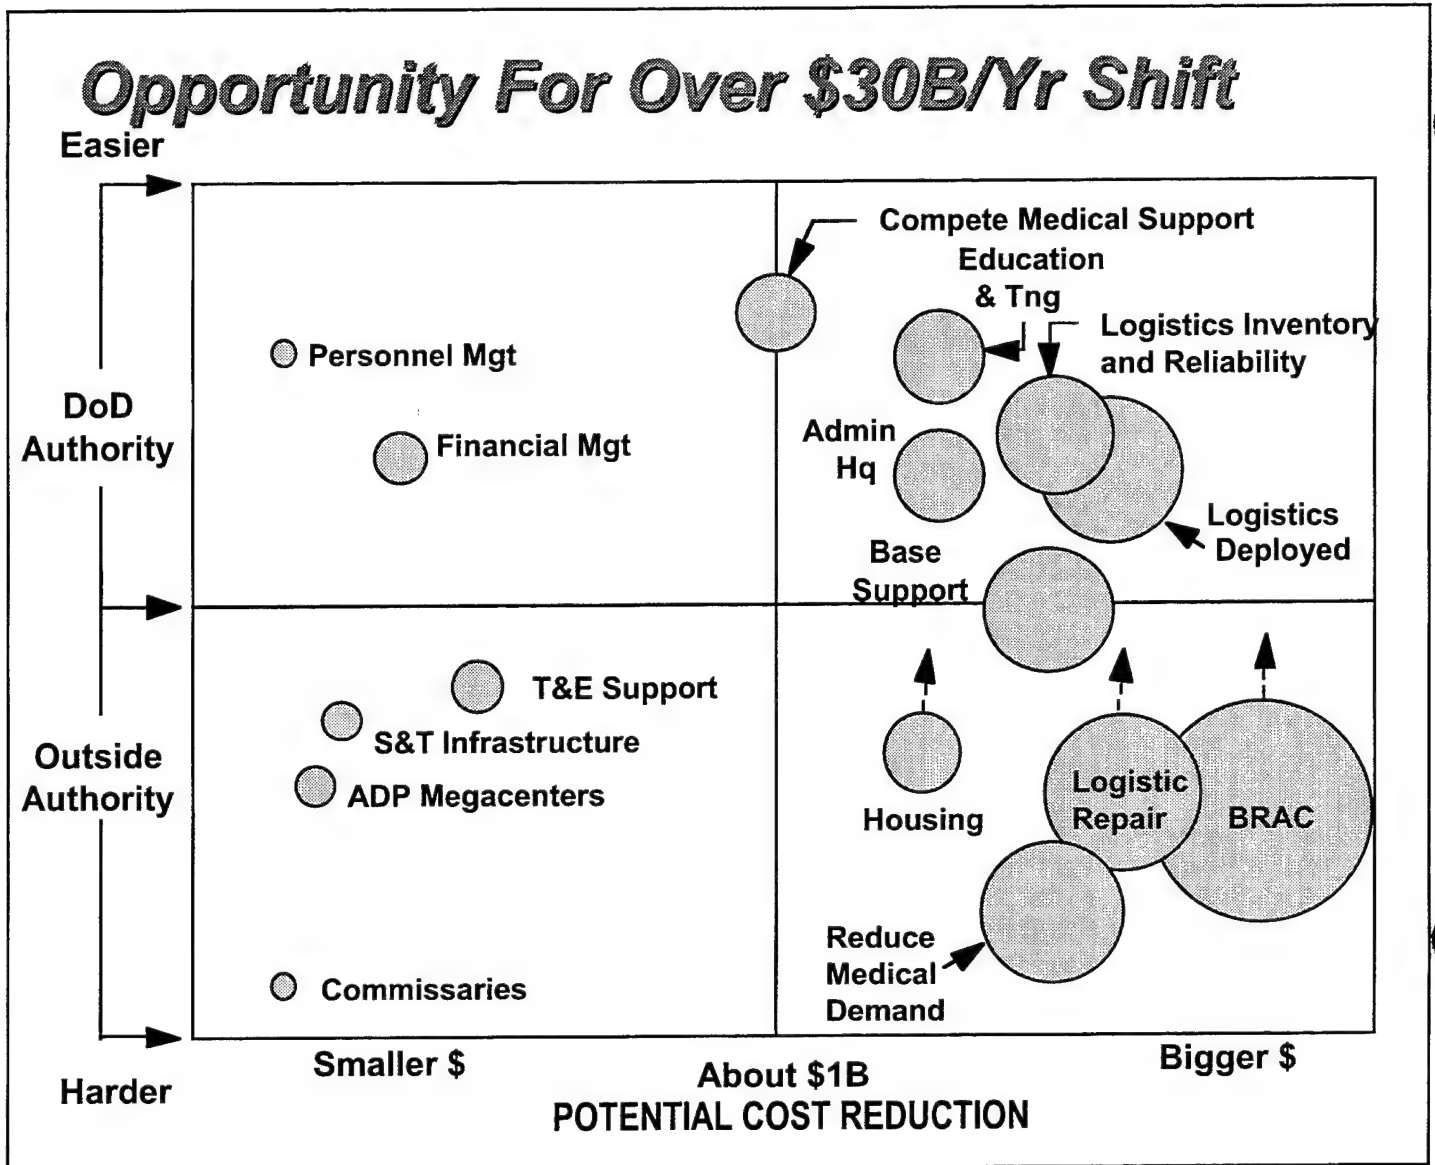 Opportunity For Over $30B/Yr Shift
Easier
Compete Medical Support
Education
& Tng
Logistics Inventory
and Reliability
Personnel Mgt
DoD
Authority
Financial Mgt
Admin
Hq
Logistics
Deployed
Base
Support
T&E Support
S&T Infrastructure
ADP Megacenters
Outside
Authority
Housing
Logistic
Repair
BRAC
Reduce
Medical
Demand
Commissaries
Harder
Smaller $
About $1B
Bigger $
POTENTIAL COST REDUCTION